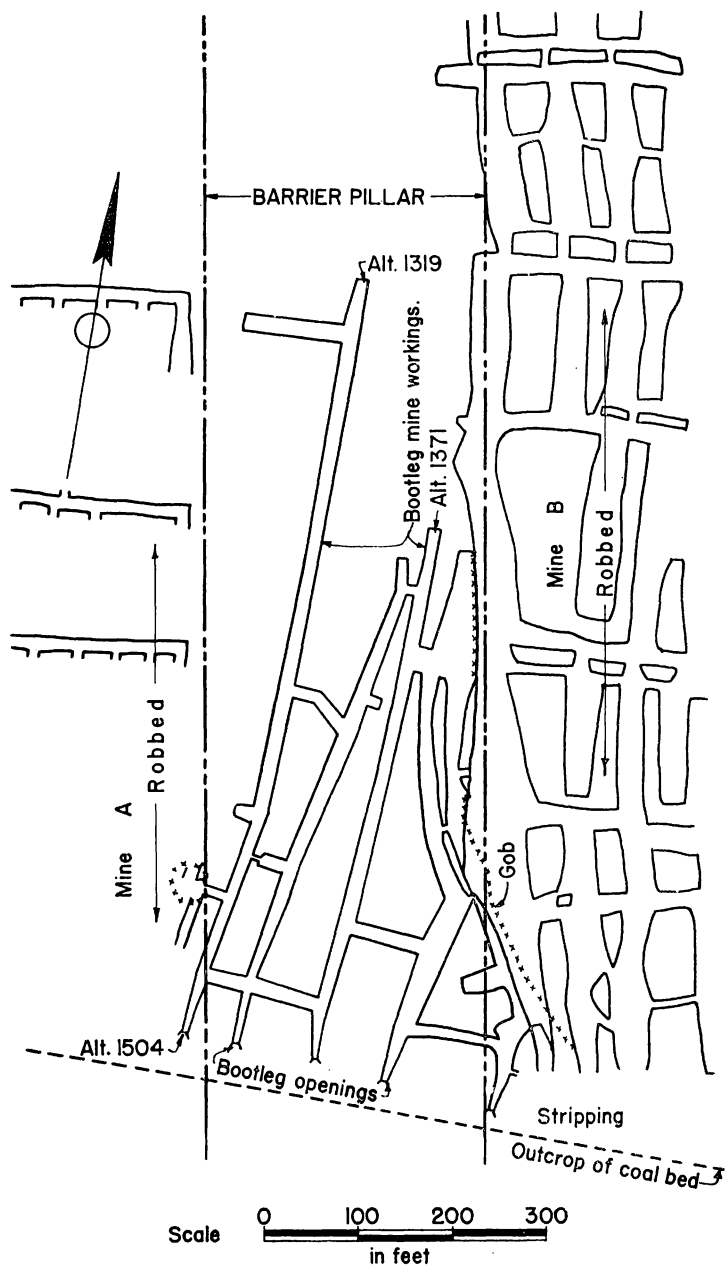 BARRIER PILLAR
Alt. 1319
Bootleg mine workings.
Alt. 1371
Mine B
Robbed
Mine A
Robbed
Gob
Alt. 1504
Bootleg openings
Stripping
Outcrop of coal bed
Scale
0 100 200 300
in feet